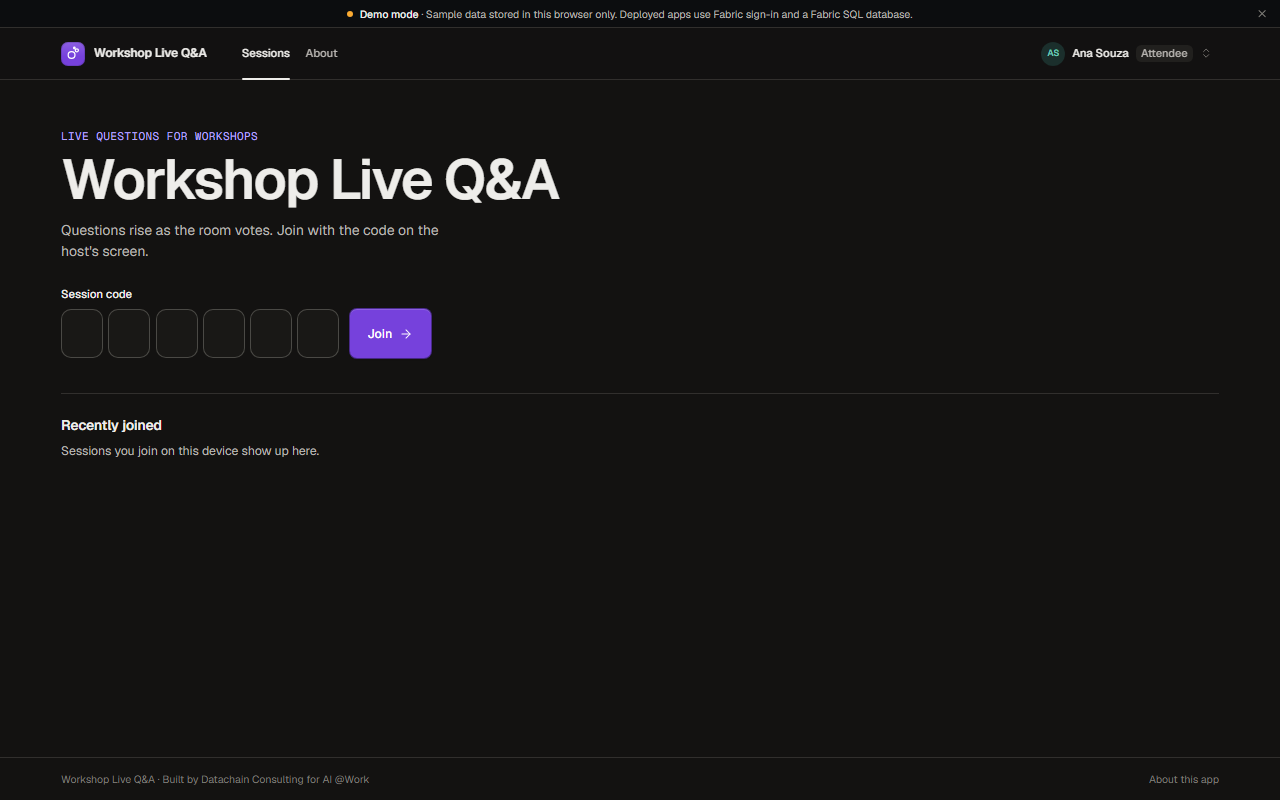 Demo mode · Sample data stored in this browser only. Deployed apps use Fabric sign-in and a Fabric SQL database.
Workshop Live Q&A
Sessions
About
AS
Ana Souza
Attendee
LIVE QUESTIONS FOR WORKSHOPS
Workshop Live Q&A
Questions rise as the room votes. Join with the code on the
host's screen.
Session code
Join →
Recently joined
Sessions you join on this device show up here.
Workshop Live Q&A · Built by Datachain Consulting for AI @Work
About this app